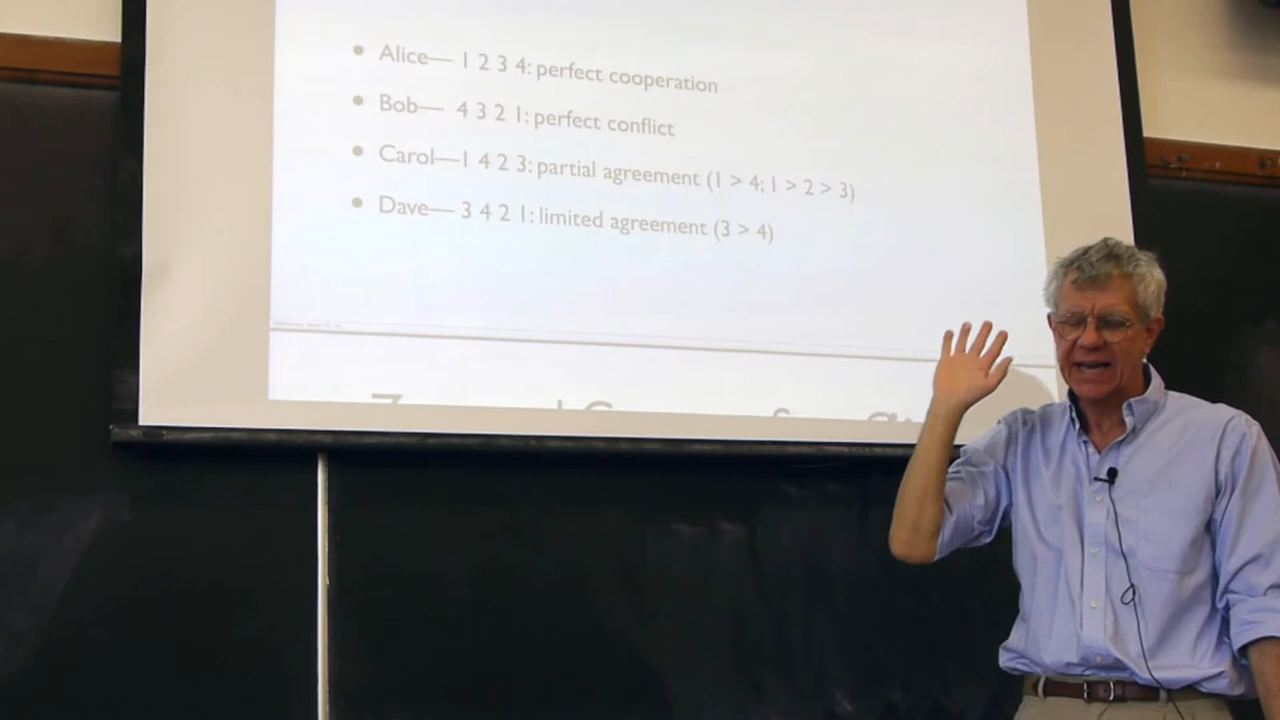 Alice— 1 2 3 4: perfect cooperation
Bob— 4 3 2 1: perfect conflict
Carol—1 4 2 3: partial agreement (1 > 4; 1 > 2 > 3)
Dave— 3 4 2 1: limited agreement (3 > 4)